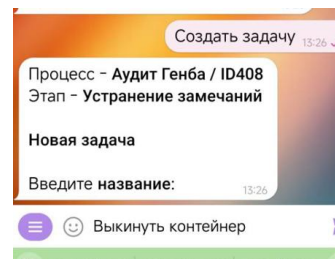 Создать задачу 13:26
Процесс – Аудит Генба / ID408
Этап – Устранение замечаний
Новая задача
Введите название:
13:26
Выкинуть контейнер